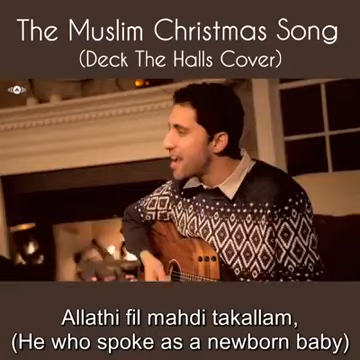 The Muslim Christmas Song
(Deck The Halls Cover)
Allathi fil mahdi takallam,
(He who spoke as a newborn baby)